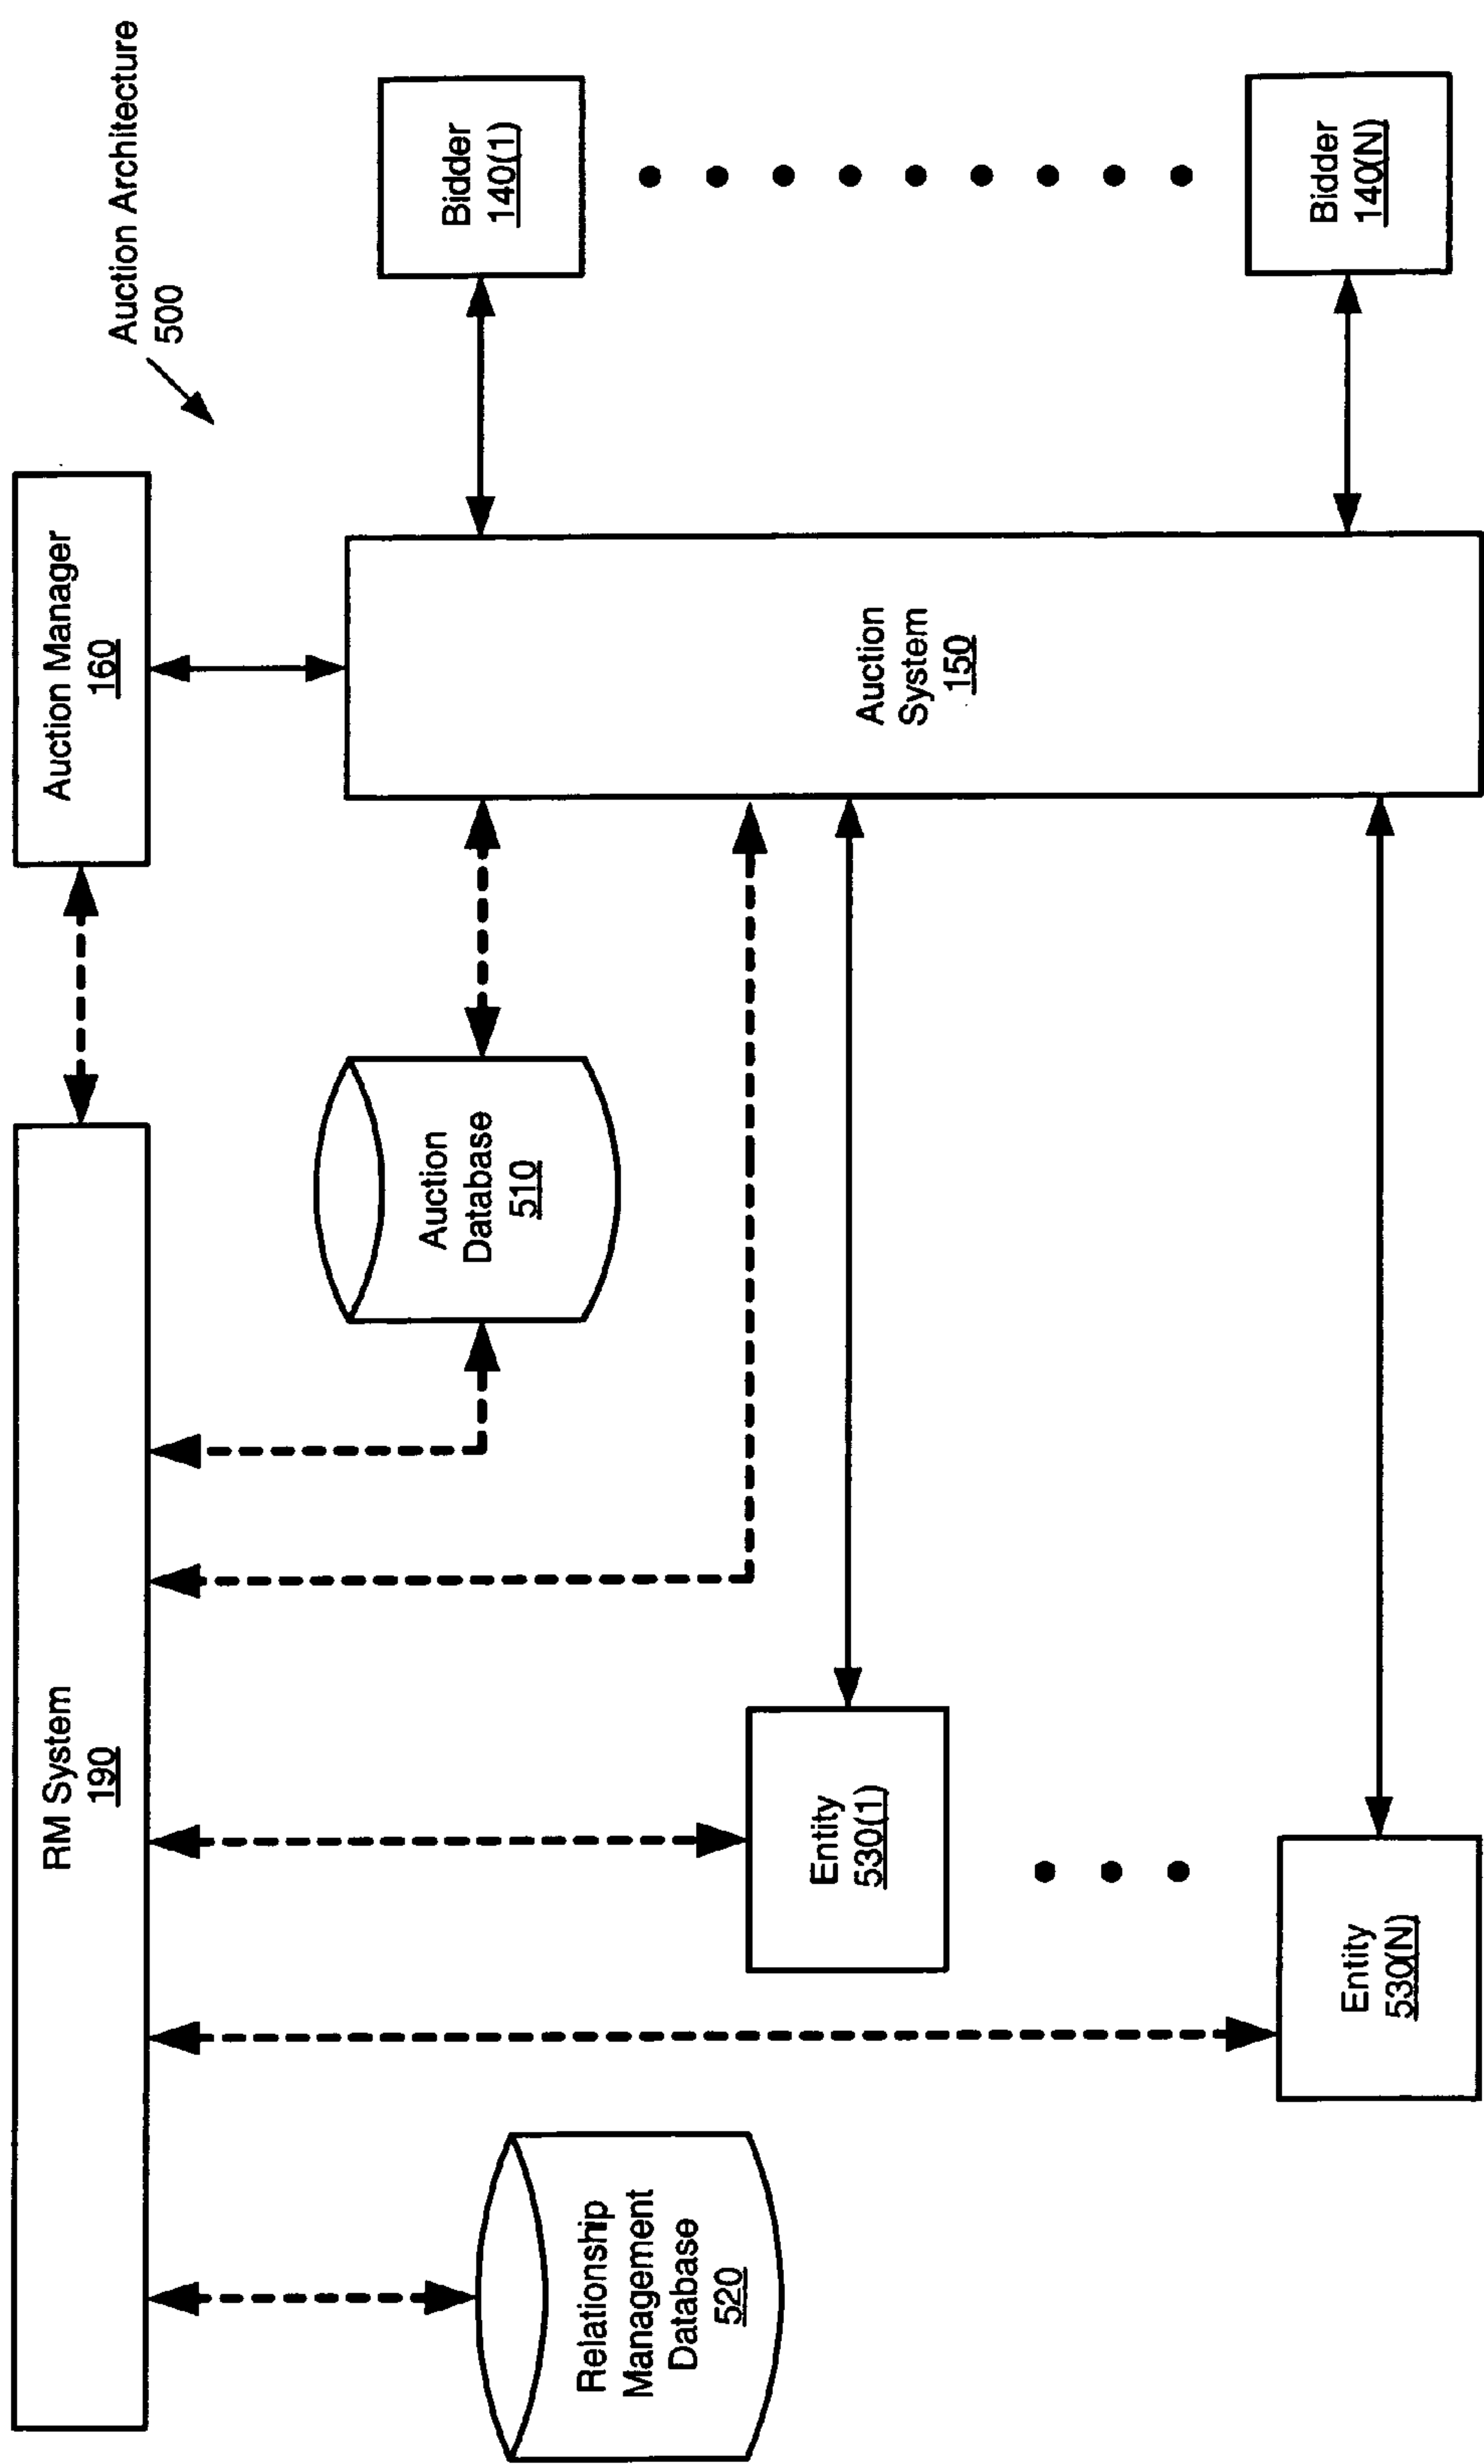 Auction Architecture
500
RM System
190
Auction Manager
160
Relationship
Management
Database
520
Entity
530(1)
Entity
530(N)
Auction
Database
510
Auction
System
150
Bidder
140(1)
Bidder
140(N)